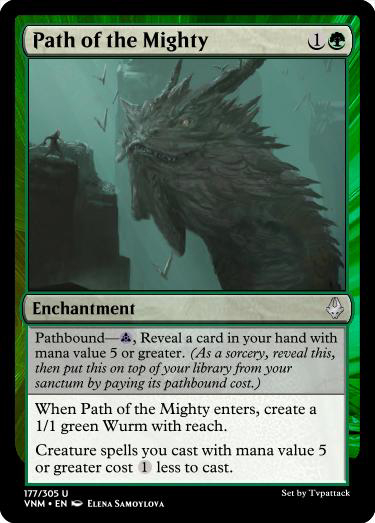 Path of the Mighty 1
Enchantment
Pathbound—, Reveal a card in your hand with
mana value 5 or greater. (As a sorcery, reveal this,
then put this on top of your library from your
sanctum by paying its pathbound cost.)
When Path of the Mighty enters, create a
1/1 green Wurm with reach.
Creature spells you cast with mana value 5
or greater cost 1 less to cast.
177/305 U
VNM • EN Elena Samoylova
Set by Tvpattack